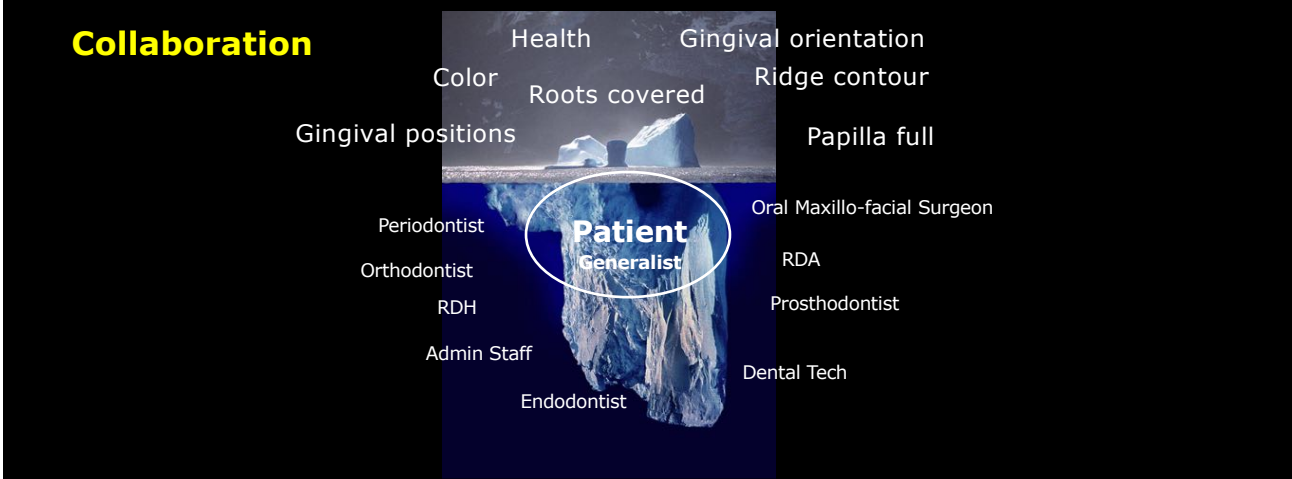 Collaboration
Health
Gingival orientation
Color
Ridge contour
Roots covered
Gingival positions
Papilla full
Oral Maxillo-facial Surgeon
Periodontist
Patient
Generalist
RDA
Orthodontist
RDH
Prosthodontist
Admin Staff
Dental Tech
Endodontist